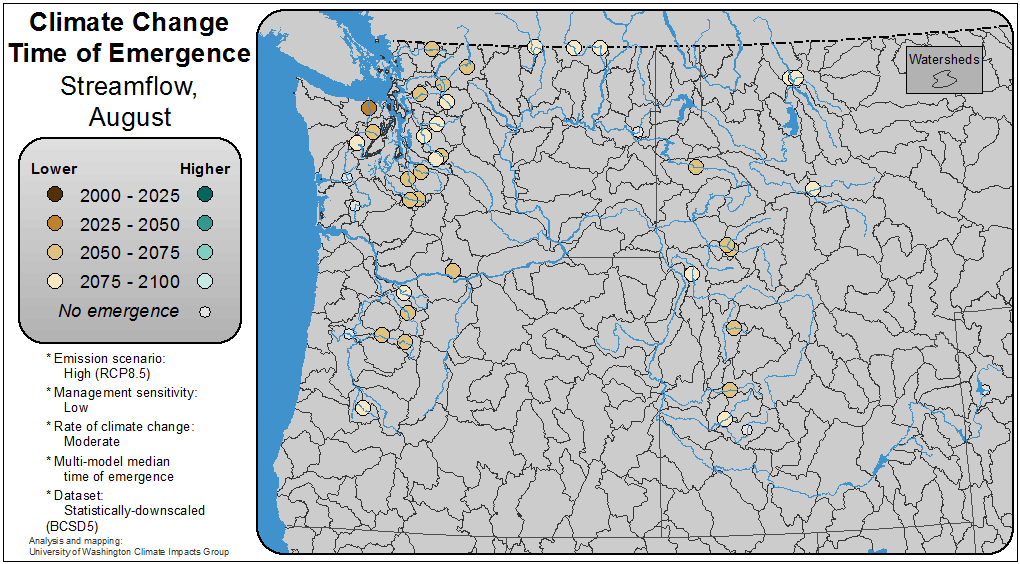 Climate Change
Time of Emergence
Streamflow,
August
Lower Higher
2000 - 2025
2025 - 2050
2050 - 2075
2075 - 2100
No emergence
* Emission scenario:
High (RCP8.5)
* Management sensitivity:
Low
* Rate of climate change:
Moderate
* Multi-model median
time of emergence
* Dataset:
Statistically-downscaled
(BCSD5)
Analysis and mapping:
University of Washington Climate Impacts Group
Watersheds